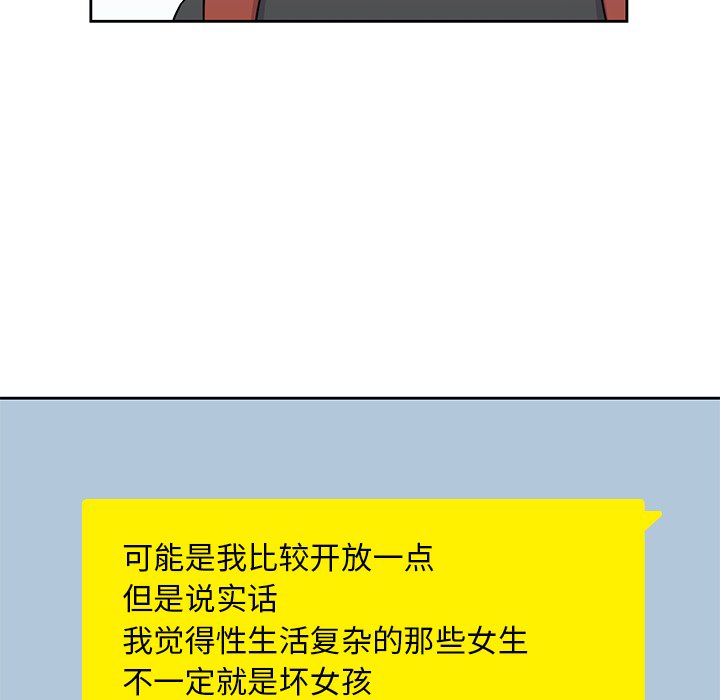 可能是我比较开放一点
但是说实话
我觉得性生活复杂的那些女生
不一定就是坏女孩